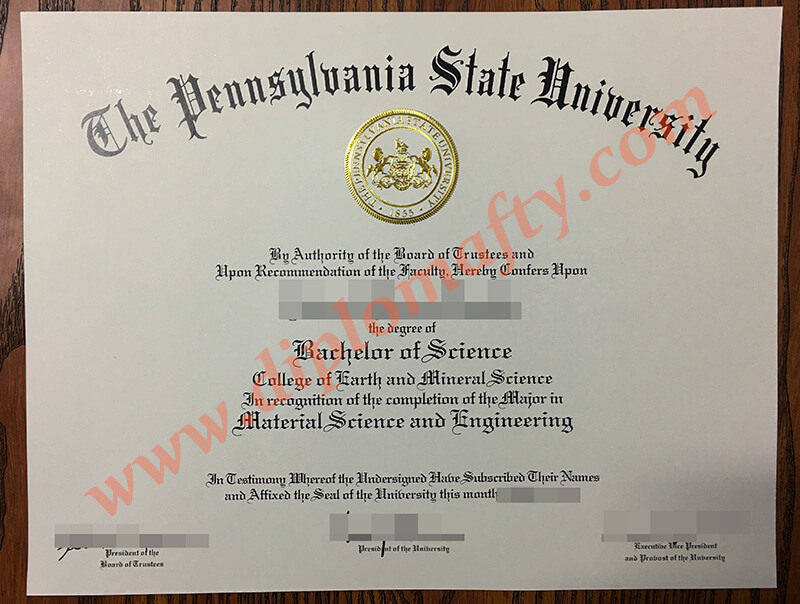 The Pennsylvania State University
THE PENNSYLVANIA STATE UNIVERSITY
1855
By Authority of the Board of Trustees and
Upon Recommendation of the Faculty, Hereby Confers Upon
the degree of
Bachelor of Science
College of Earth and Mineral Science
In recognition of the completion of the Major in
Material Science and Engineering
In Testimony Whereof the Undersigned Have Subscribed Their Names
and Affixed the Seal of the University this month
President of the
Board of Trustees
President of the University
Executive Vice President
and Provost of the University
www.diplomafty.com